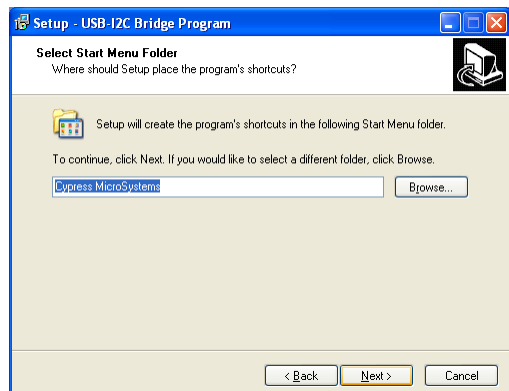 Setup - USB-I2C Bridge Program
Select Start Menu Folder
Where should Setup place the program's shortcuts?
Setup will create the program's shortcuts in the following Start Menu folder.
To continue, click Next. If you would like to select a different folder, click Browse.
Cypress MicroSystems
Browse...
< Back
Next >
Cancel